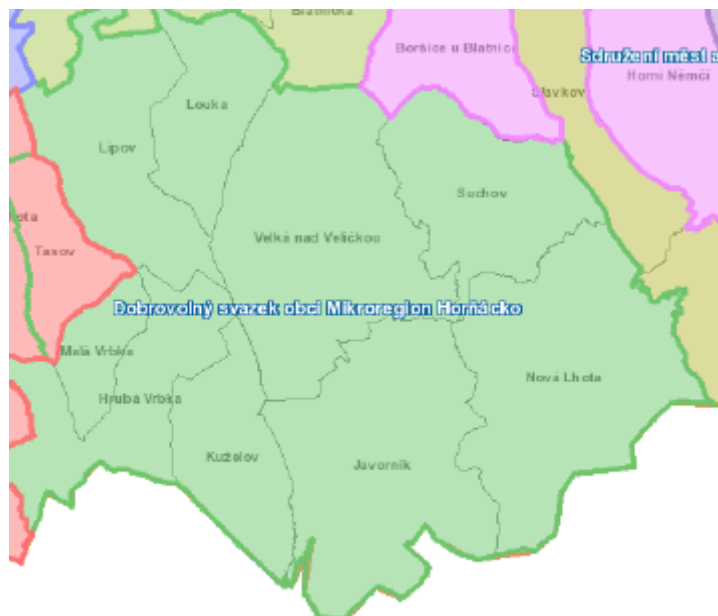 Blatnička
Boršice u Blatnice
Sdružení měst a
Horní Němčí
Slavkov
Louka
Lipov
Suchov
Tasov
Velká nad Veličkou
Dobrovolný svazek obcí Mikroregion Horňácko
Malá Vrbka
Nová Lhota
Hrubá Vrbka
Kuželov
Javorník